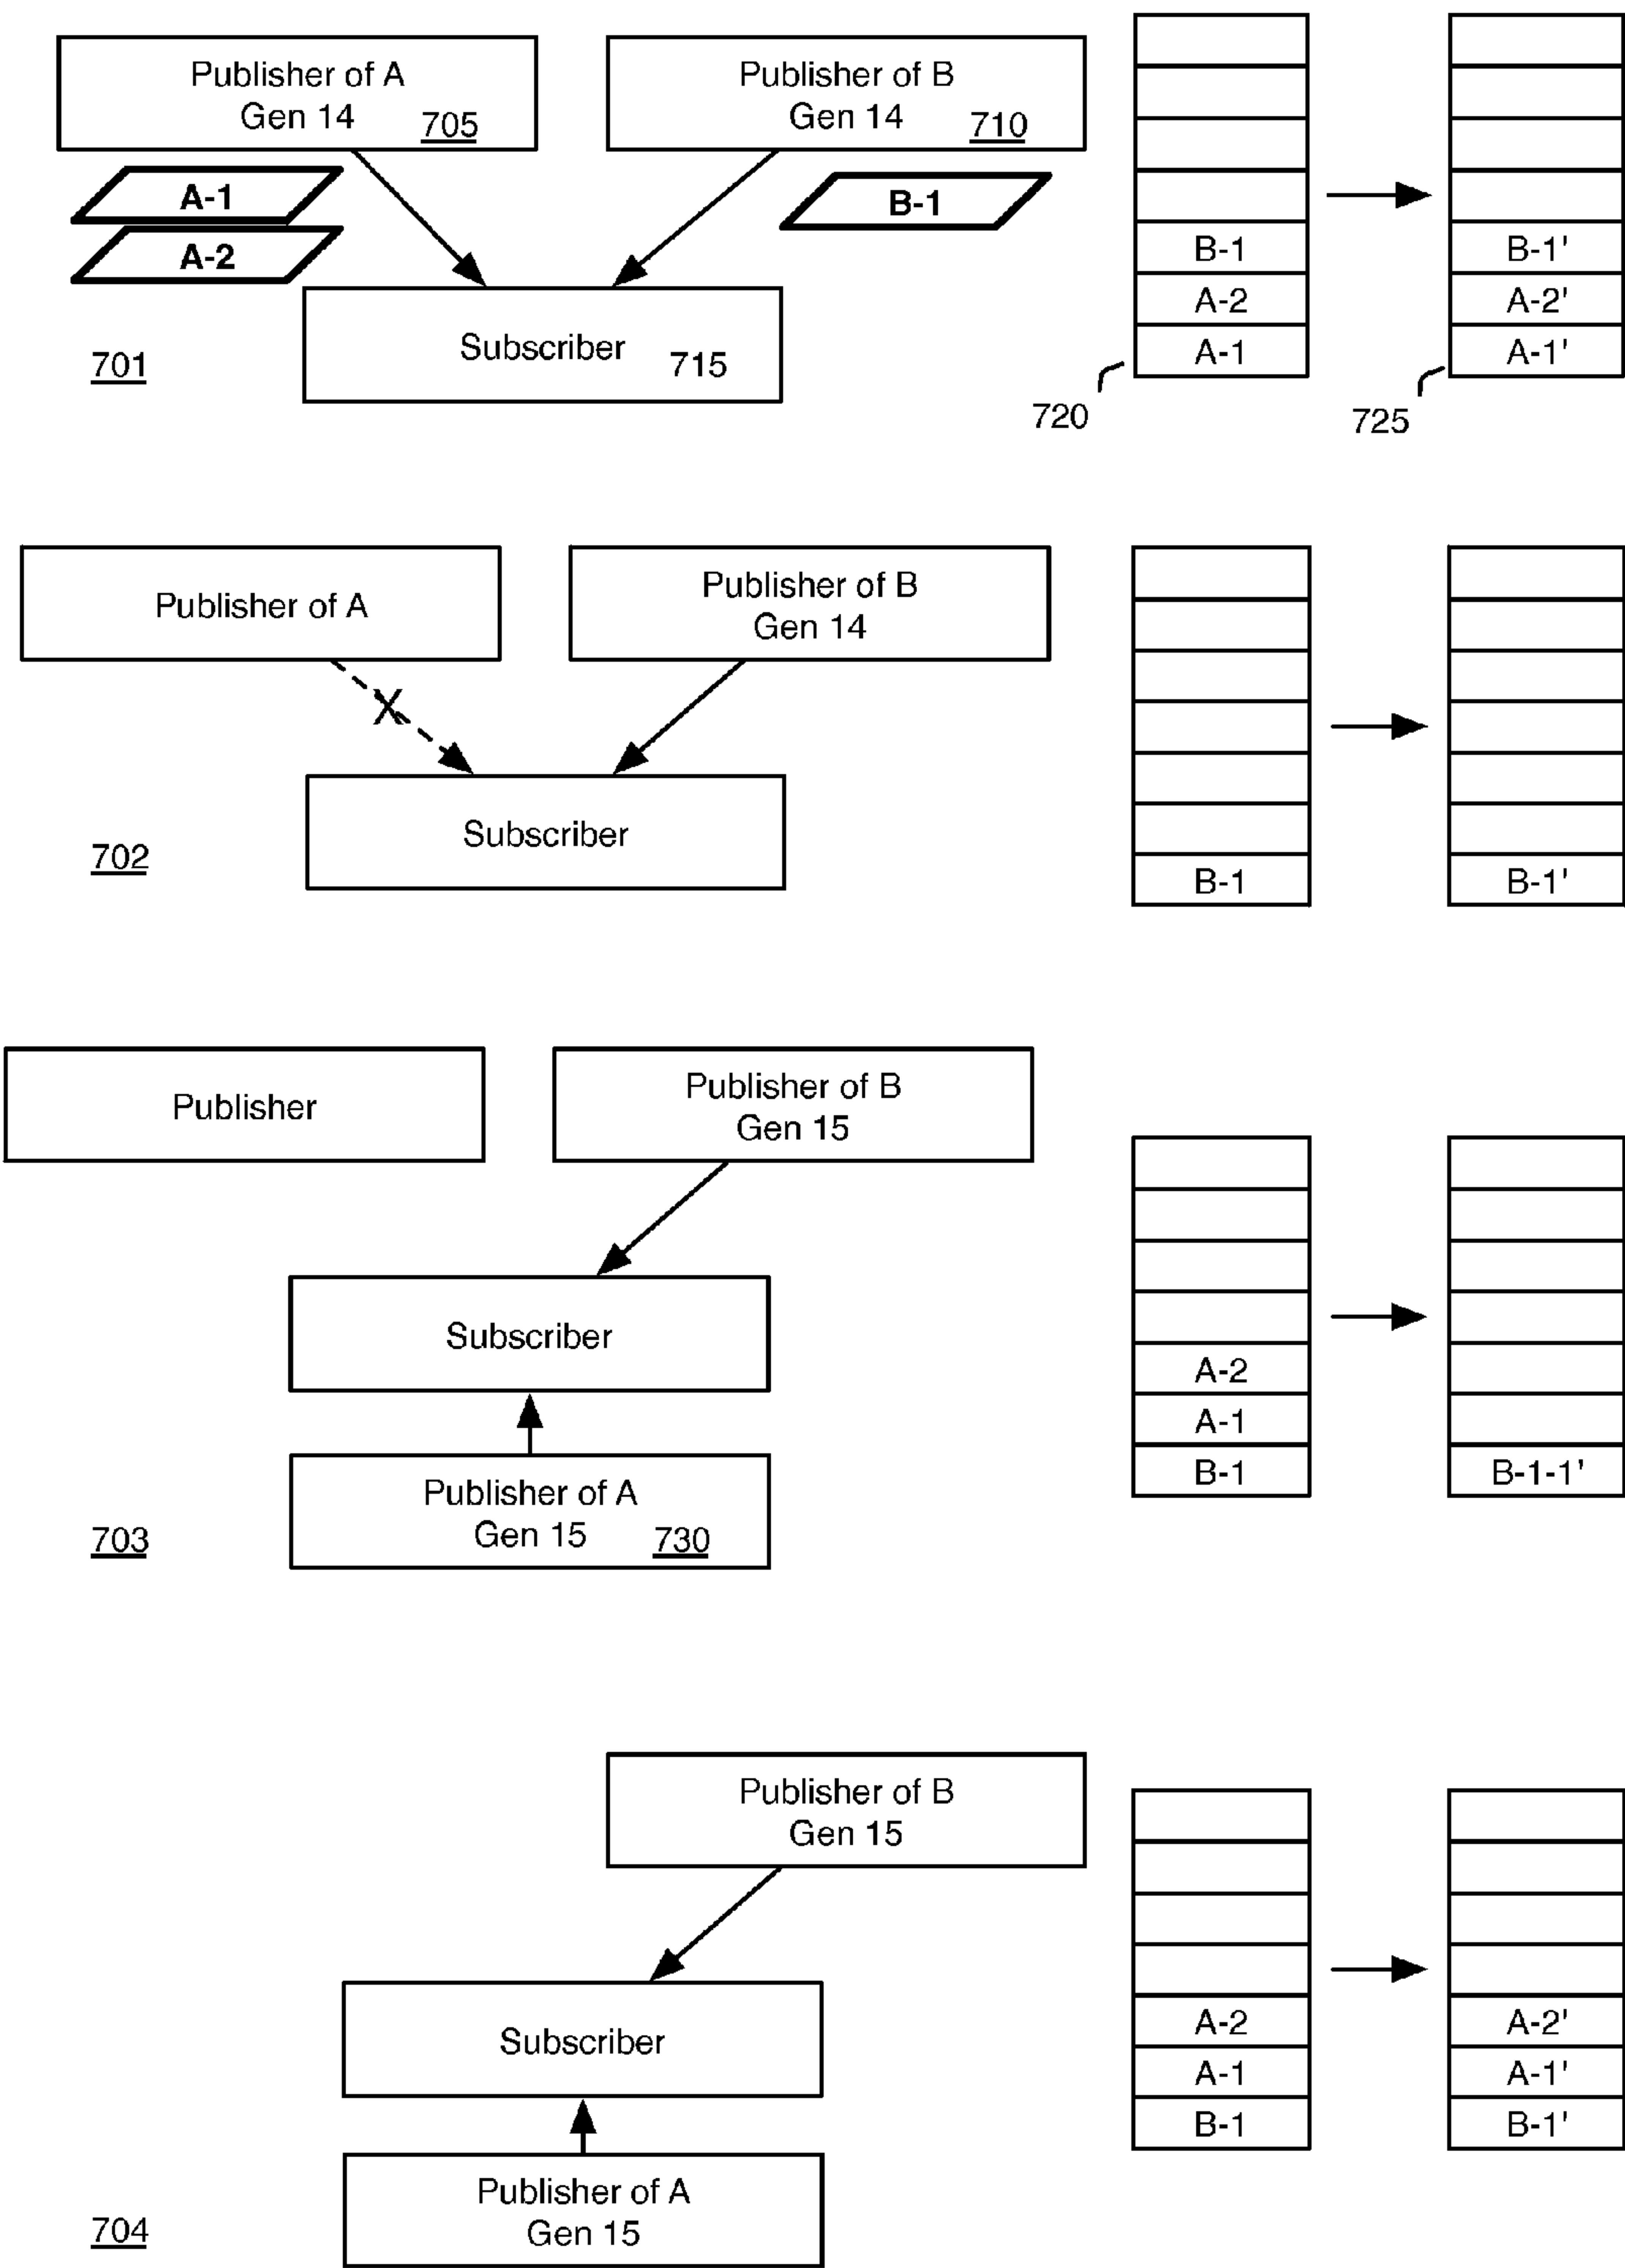 Publisher of A
Gen 14
705
Publisher of B
Gen 14
710
A-1
A-2
B-1
Subscriber
715
701
B-1
A-2
A-1
720
B-1'
A-2'
A-1'
725
Publisher of A
Publisher of B
Gen 14
X
Subscriber
702
B-1
B-1'
Publisher
Publisher of B
Gen 15
Subscriber
Publisher of A
Gen 15
730
703
A-2
A-1
B-1
B-1-1'
Publisher of B
Gen 15
Subscriber
Publisher of A
Gen 15
704
A-2
A-1
B-1
A-2'
A-1'
B-1'